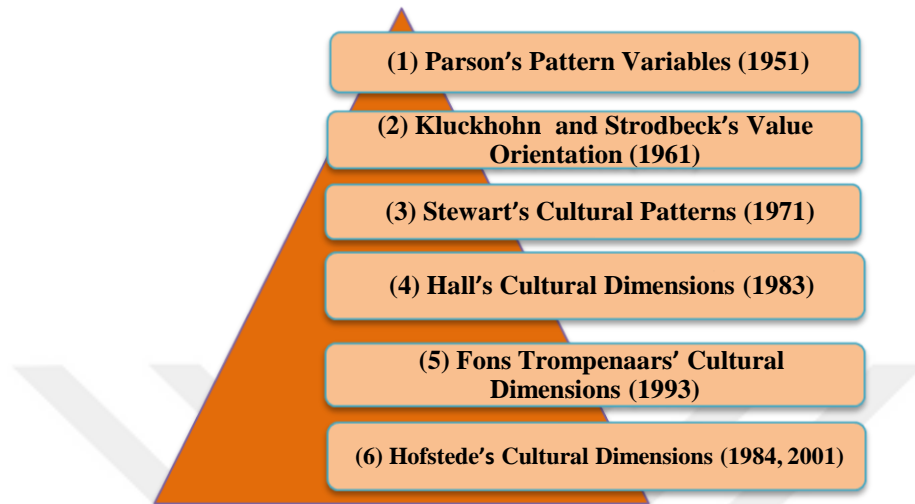 (1) Parson’s Pattern Variables (1951)
(2) Kluckhohn and Strodbeck’s Value
Orientation (1961)
(3) Stewart’s Cultural Patterns (1971)
(4) Hall’s Cultural Dimensions (1983)
(5) Fons Trompenaars’ Cultural
Dimensions (1993)
(6) Hofstede’s Cultural Dimensions (1984, 2001)